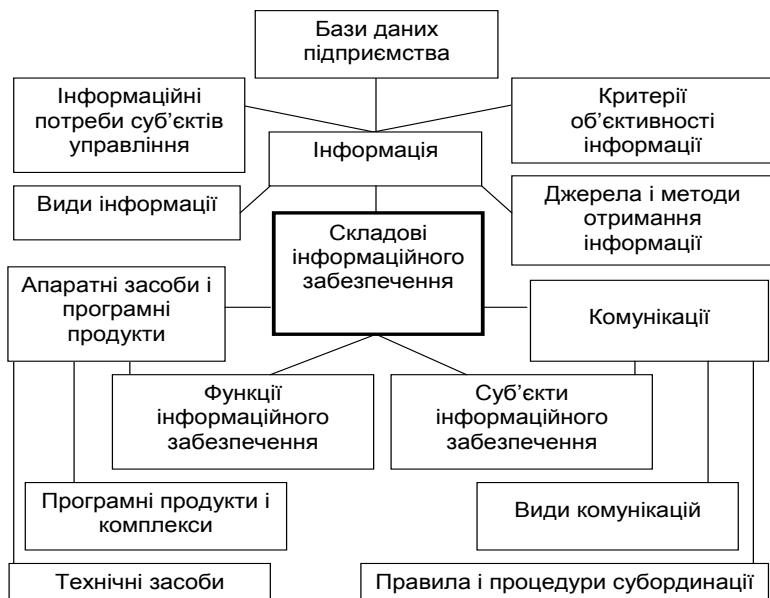 Бази даних
підприємства
Інформаційні
потреби суб’єктів
управління
Критерії
об’єктивності
інформації
Інформація
Види інформації
Джерела і методи
отримання
інформації
Складові
інформаційного
забезпечення
Апаратні засоби і
програмні
продукти
Комунікації
Функції
інформаційного
забезпечення
Суб’єкти
інформаційного
забезпечення
Програмні продукти і
комплекси
Види комунікацій
Технічні засоби
Правила і процедури субординації